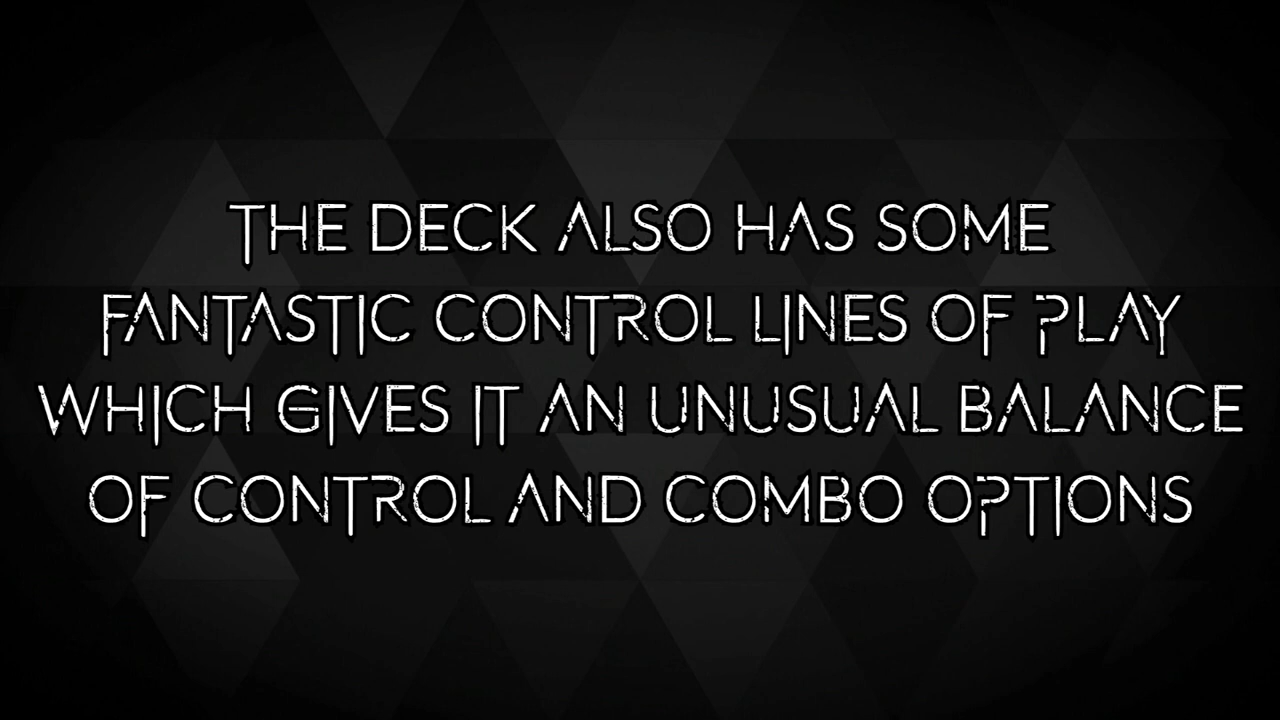 THE DECK ALSO HAS SOME
FANTASTIC CONTROL LINES OF PLAY
WHICH GIVES IT AN UNUSUAL BALANCE
OF CONTROL AND COMBO OPTIONS